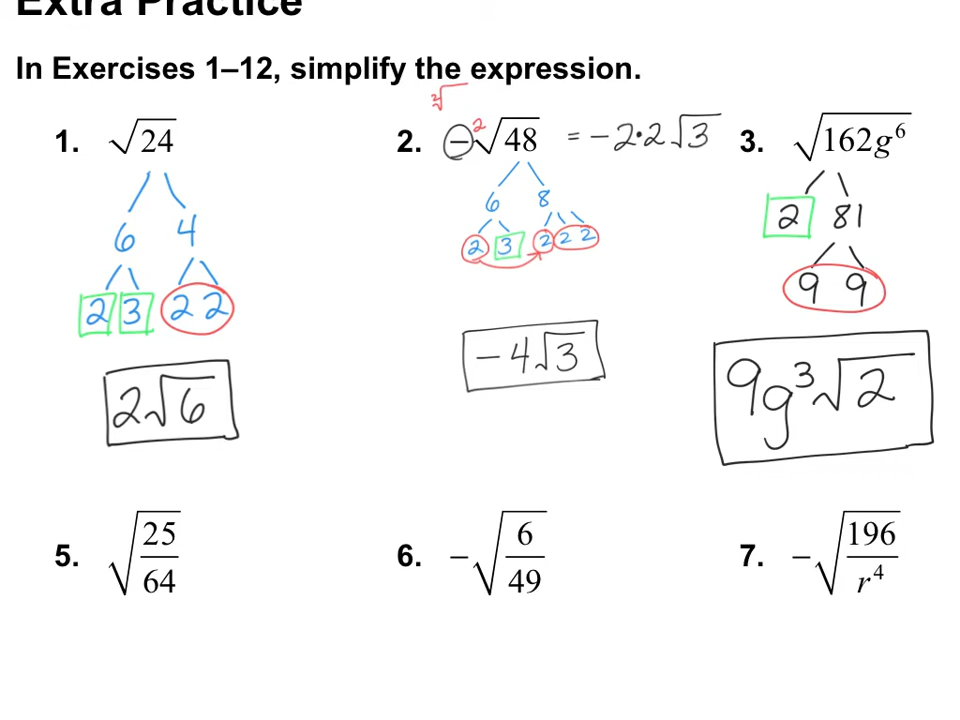 Extra Practice
In Exercises 1–12, simplify the expression.
1. √24
6 4
2 3 2 2
2√6
2. −²√48 = −2·2√3
²√
6 8
2 3 2 2 2
−4√3
3. √162g⁶
2 81
9 9
9g³√2
5. √25/64
6. −√6/49
7. −√196/r⁴